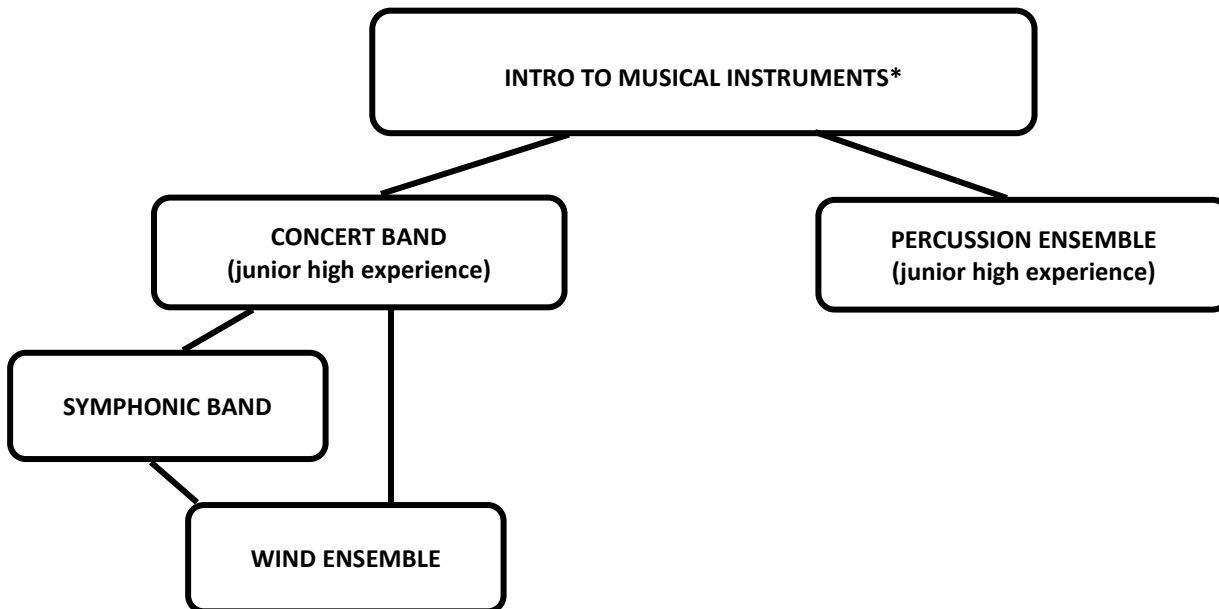 INTRO TO MUSICAL INSTRUMENTS*
CONCERT BAND
(junior high experience)
PERCUSSION ENSEMBLE
(junior high experience)
SYMPHONIC BAND
WIND ENSEMBLE